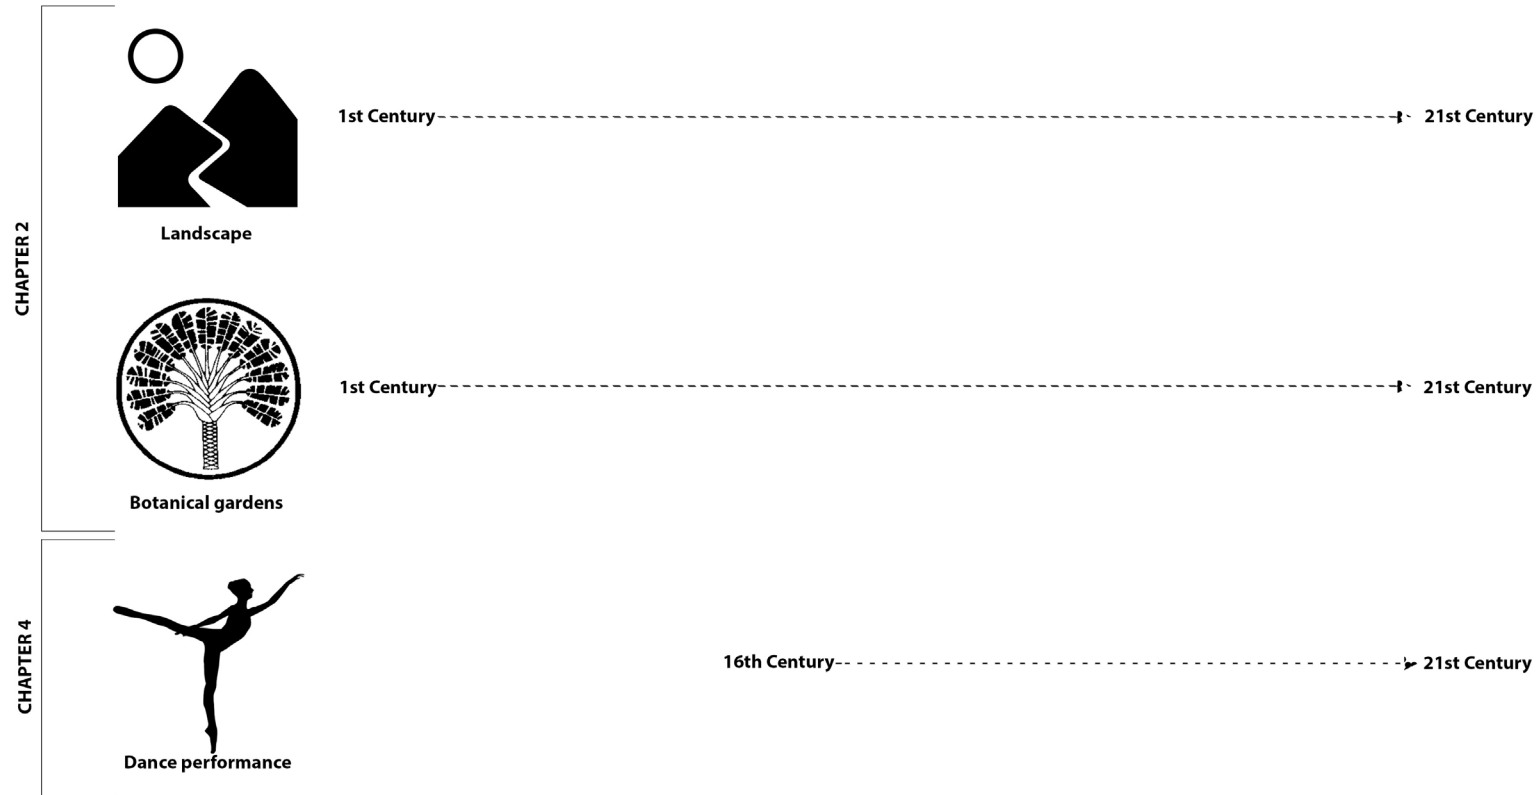 CHAPTER 2
Landscape
1st Century
21st Century
Botanical gardens
1st Century
21st Century
CHAPTER 4
Dance performance
16th Century
21st Century